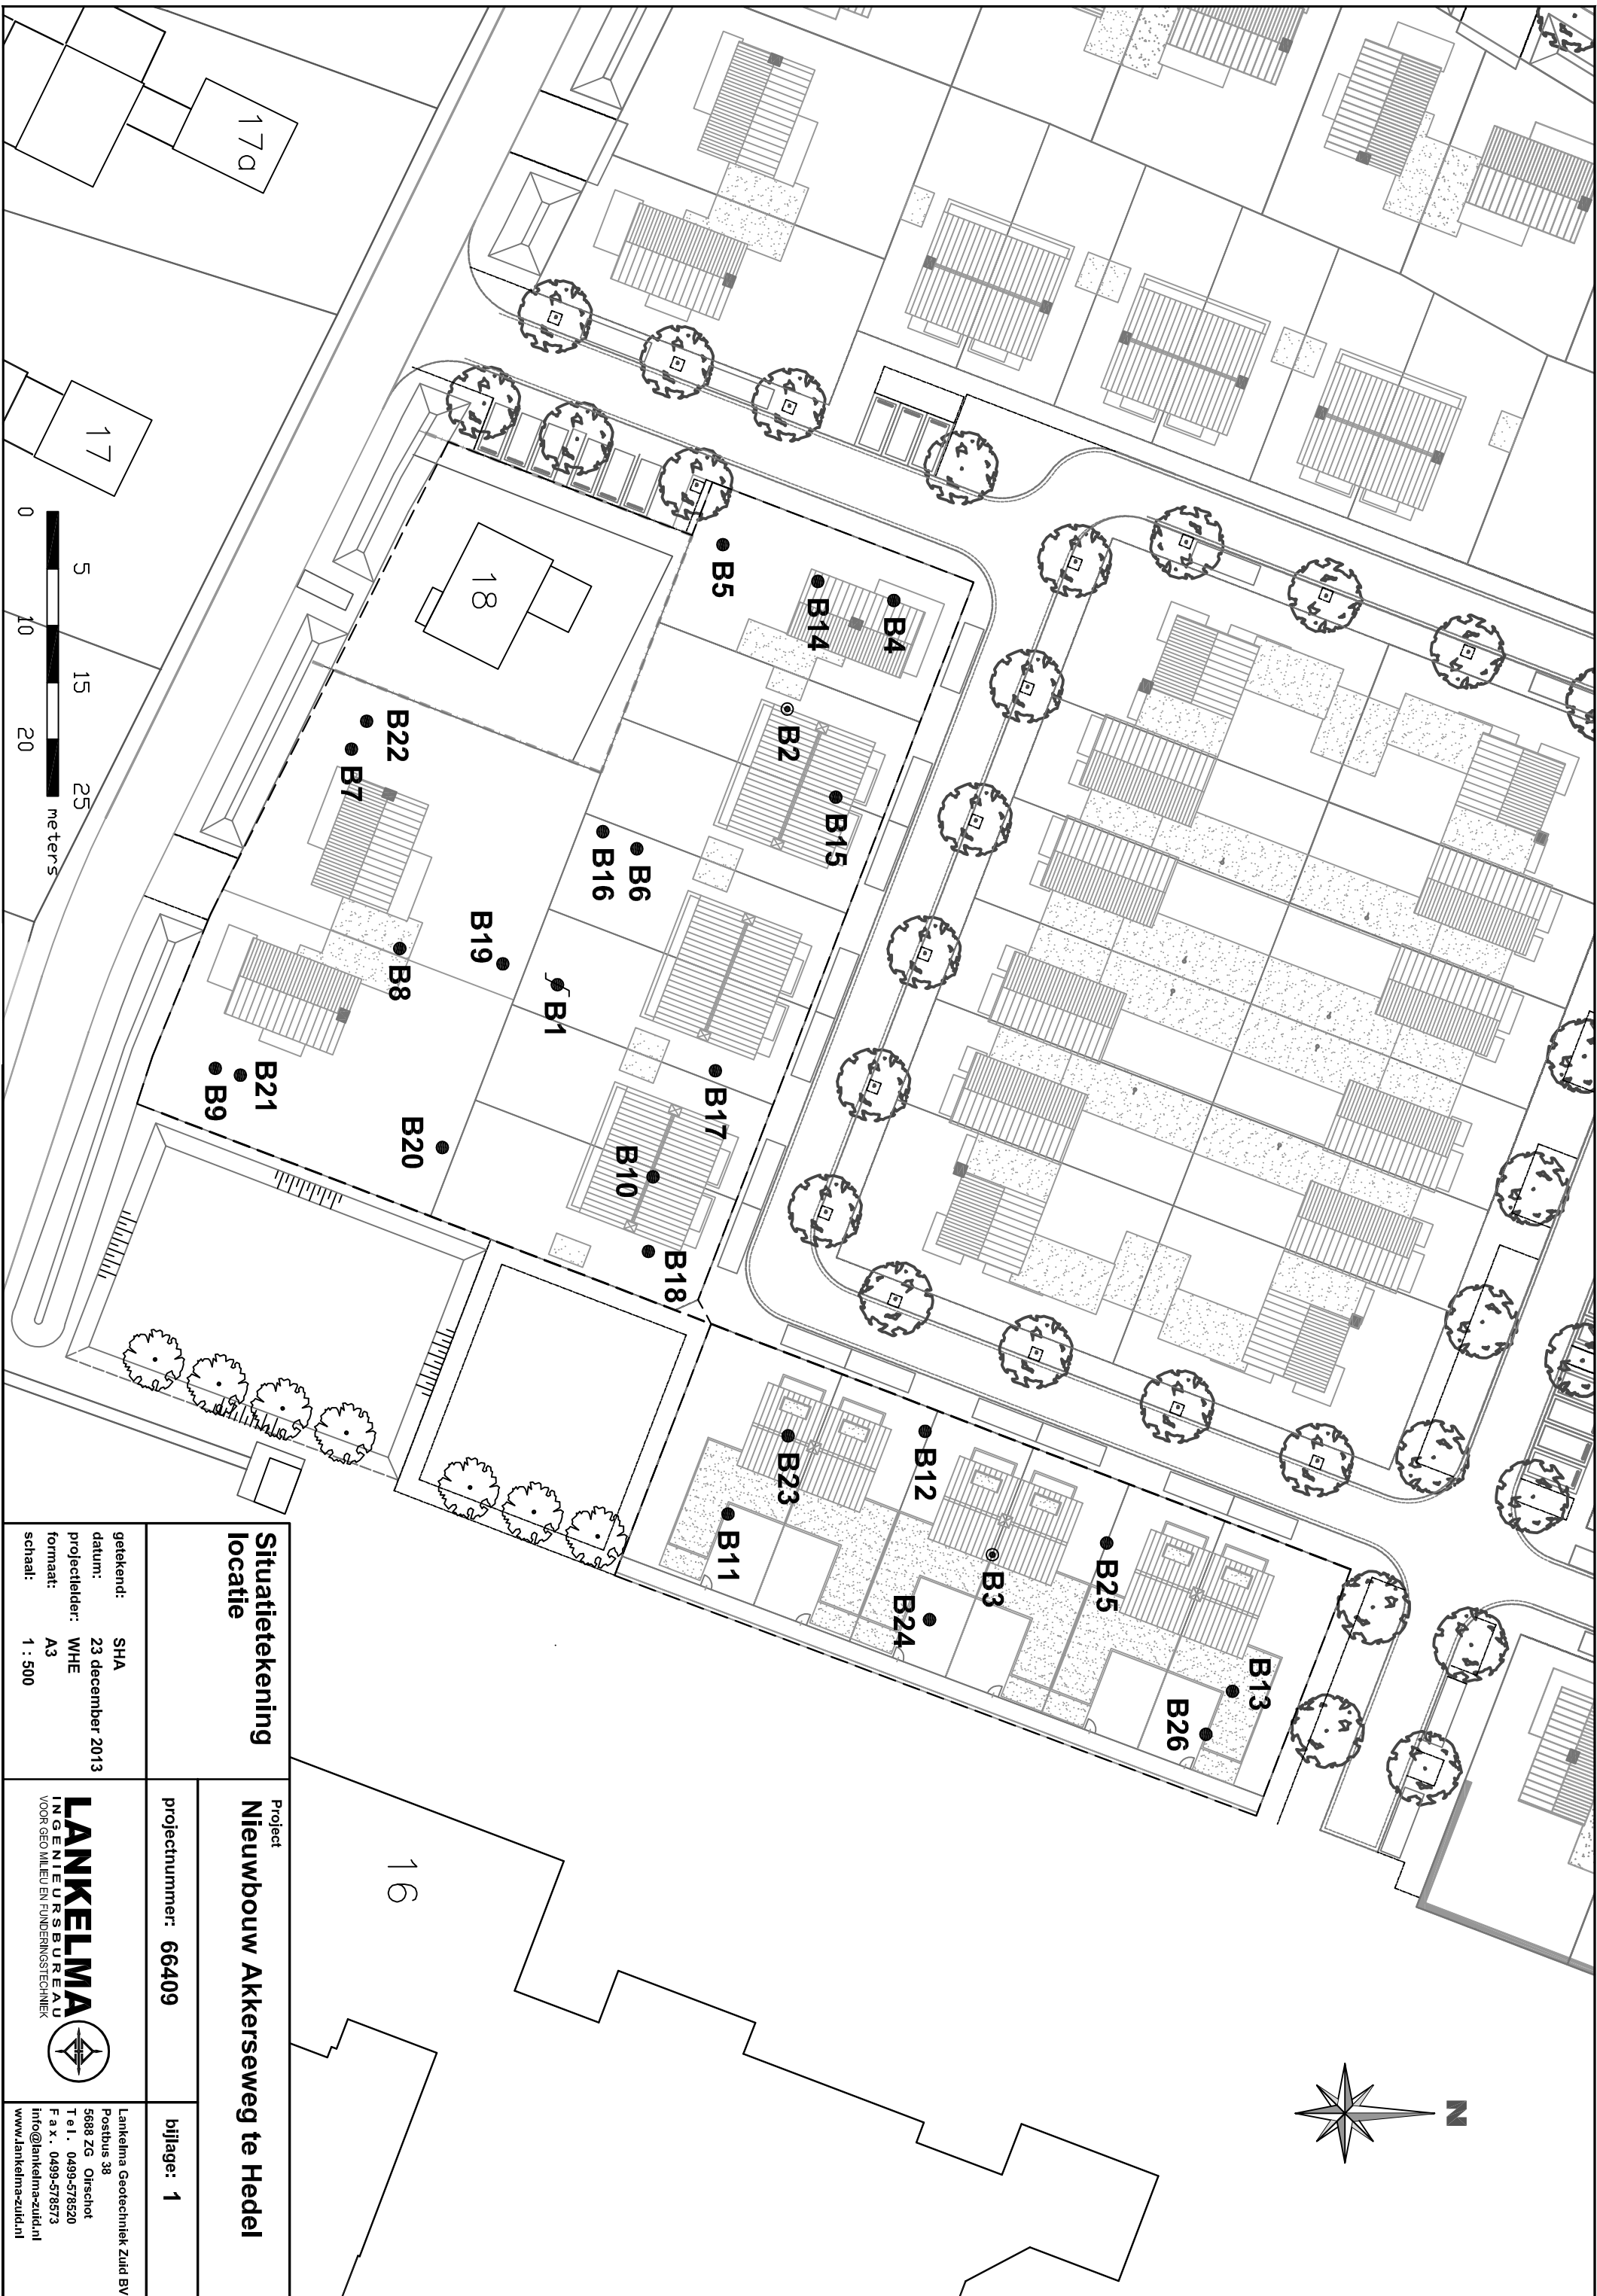 17a
17
18
16
B5
B14
B4
B2
B15
B22
B7
B16
B6
B19
B8
B1
B17
B21
B9
B20
B10
B18
B23
B12
B11
B3
B25
B24
B13
B26
0 5 10 15 20 25 meters
N
Situatietekening
locatie
getekend: SHA
datum: 23 december 2013
projectleider: WHE
formaat: A3
schaal: 1 : 500
Project
Nieuwbouw Akkerseweg te Hedel
projectnummer: 66409
bijlage: 1
LANKELMA
INGENIEURSBUREAU
VOOR GEO MILIEU EN FUNDERINGSTECHNIEK
Lankelma Geotechniek Zuid BV
Postbus 38
5688 ZG Oirschot
Tel. 0499-578520
Fax. 0499-578573
info@lankelma-zuid.nl
www.lankelma-zuid.nl